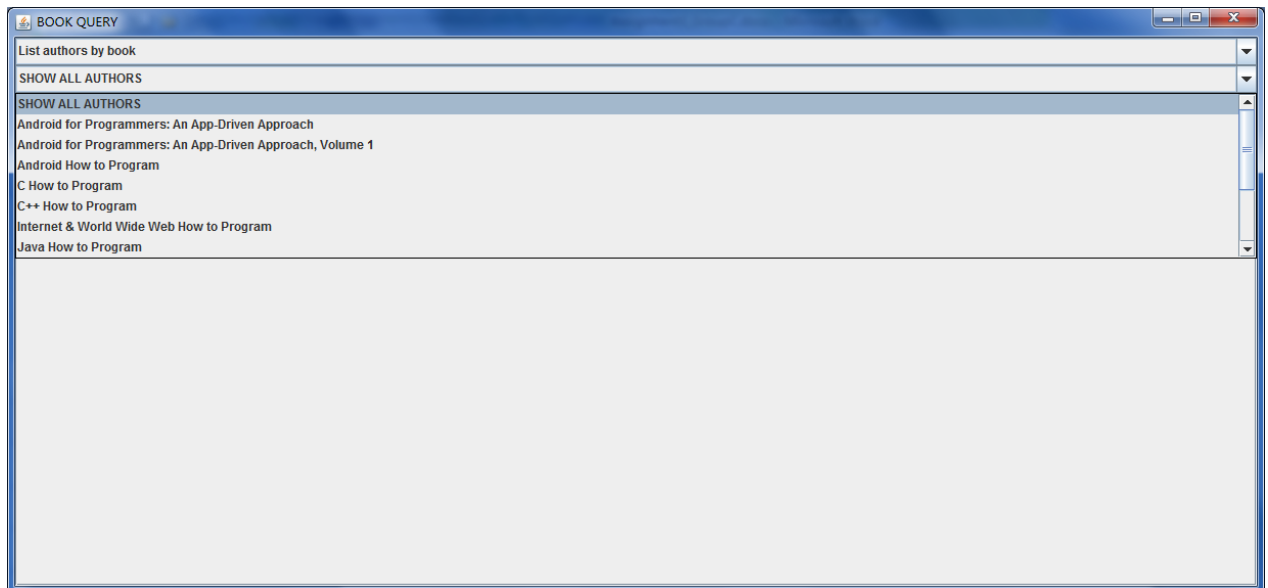 BOOK QUERY
List authors by book
SHOW ALL AUTHORS
SHOW ALL AUTHORS
Android for Programmers: An App-Driven Approach
Android for Programmers: An App-Driven Approach, Volume 1
Android How to Program
C How to Program
C++ How to Program
Internet & World Wide Web How to Program
Java How to Program